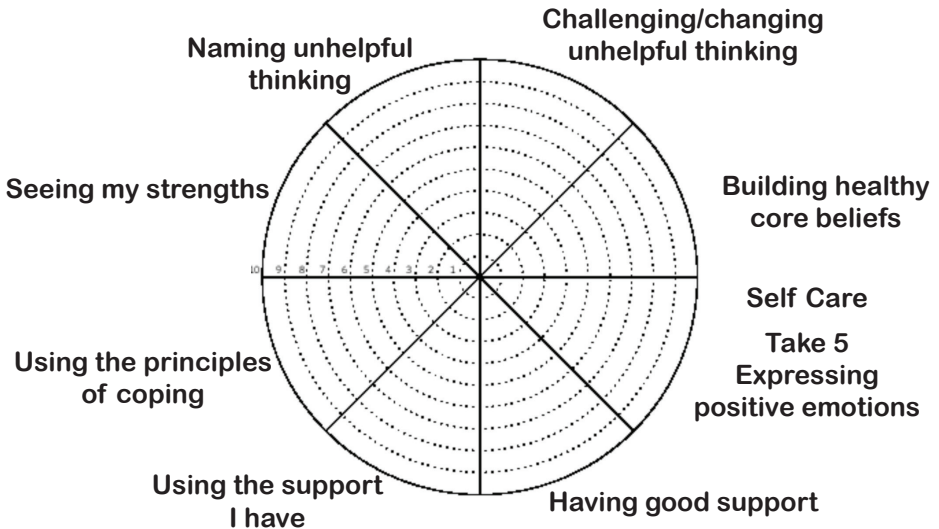 Challenging/changing
unhelpful thinking
Naming unhelpful
thinking
Seeing my strengths
Building healthy
core beliefs
10 9 8 7 6 5 4 3 2 1
Self Care
Take 5
Expressing
positive emotions
Using the principles
of coping
Using the support
I have
Having good support